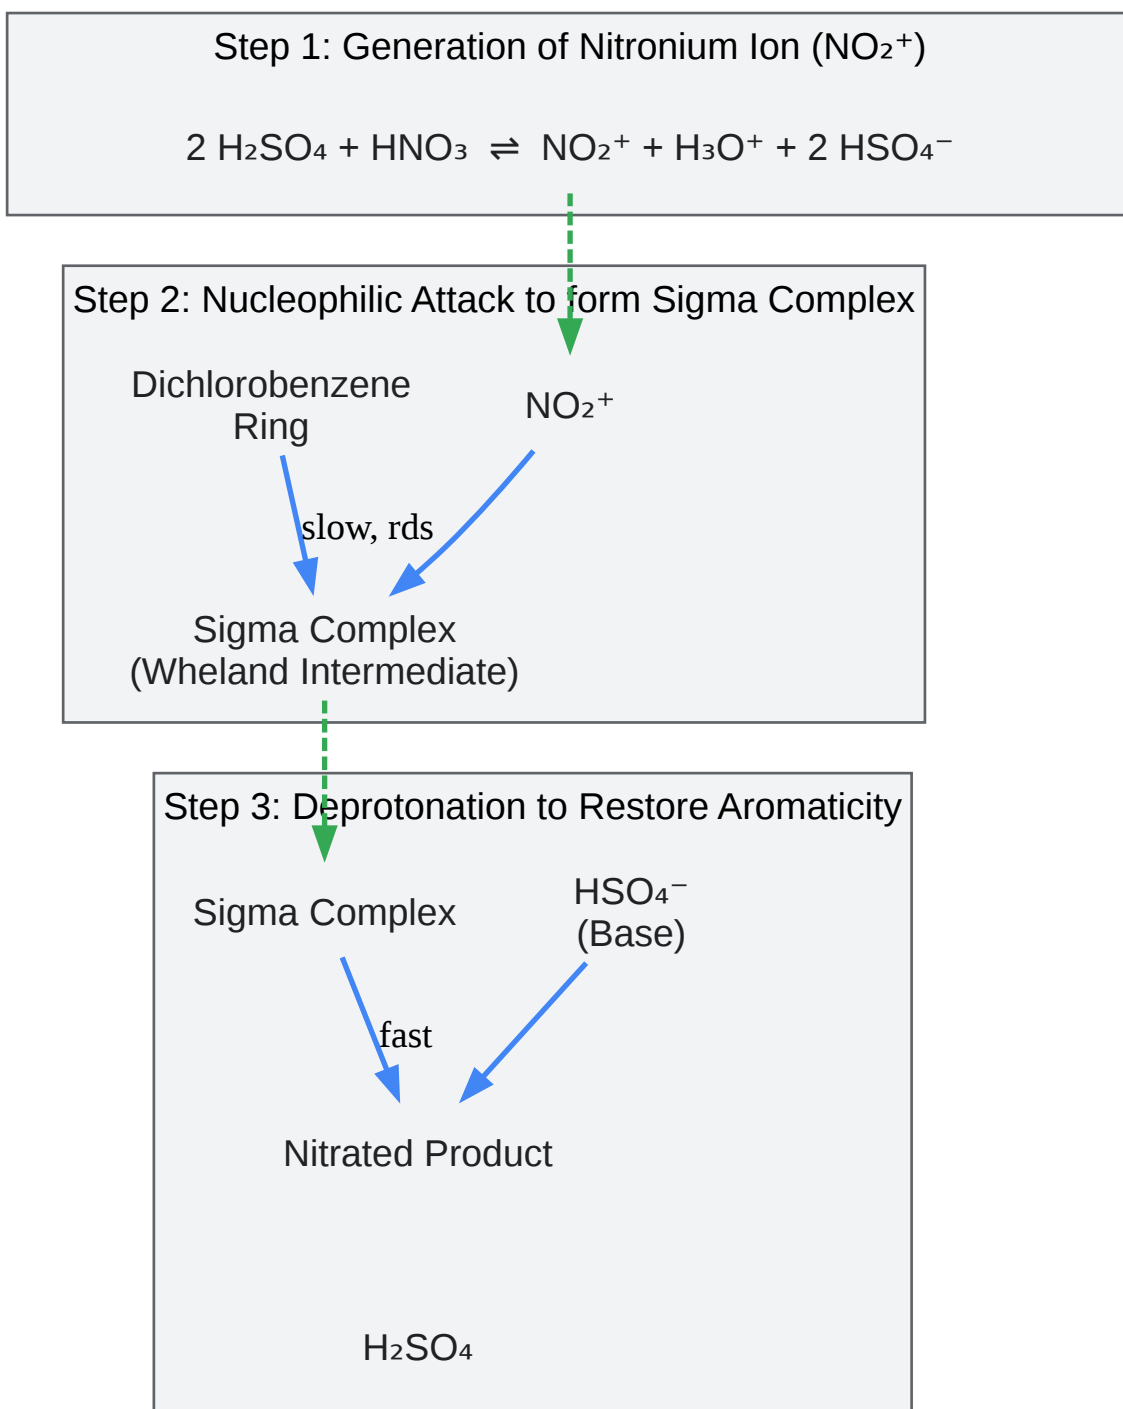 Step 1: Generation of Nitronium Ion (NO₂⁺)
2 H₂SO₄ + HNO₃ ⇌ NO₂⁺ + H₃O⁺ + 2 HSO₄⁻
Step 2: Nucleophilic Attack to form Sigma Complex
Dichlorobenzene
Ring
NO₂⁺
slow, rds
Sigma Complex
(Wheland Intermediate)
Step 3: Deprotonation to Restore Aromaticity
Sigma Complex
HSO₄⁻
(Base)
fast
Nitrated Product
H₂SO₄